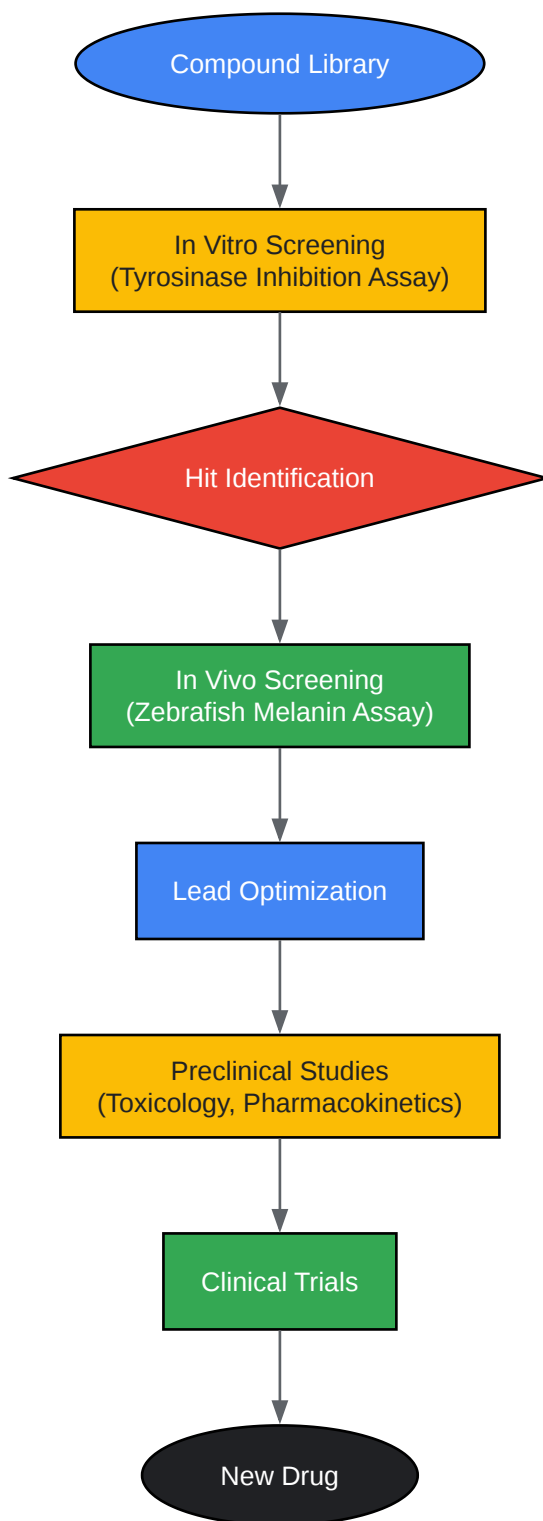 Compound Library
In Vitro Screening
(Tyrosinase Inhibition Assay)
Hit Identification
In Vivo Screening
(Zebrafish Melanin Assay)
Lead Optimization
Preclinical Studies
(Toxicology, Pharmacokinetics)
Clinical Trials
New Drug